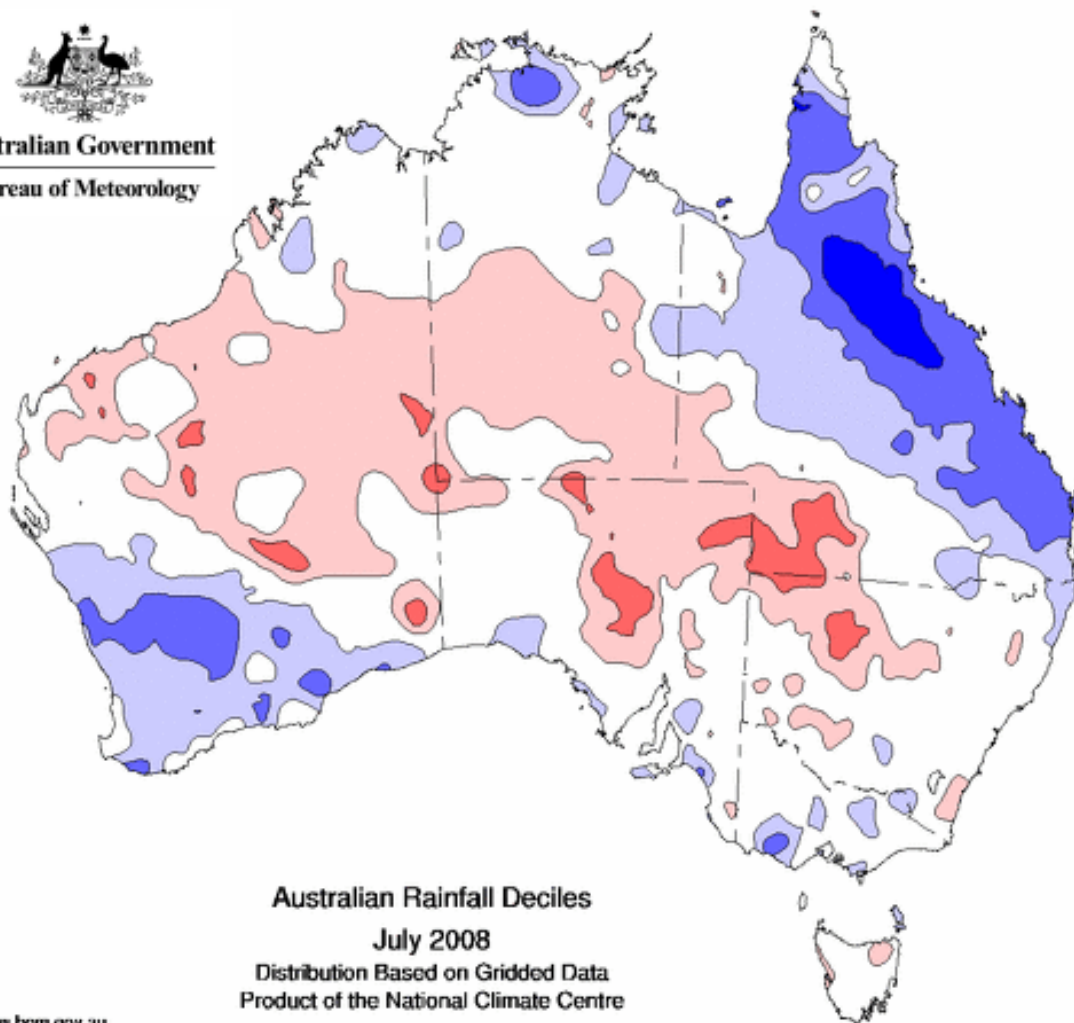 tralian Government
reau of Meteorology
Australian Rainfall Deciles
July 2008
Distribution Based on Gridded Data
Product of the National Climate Centre